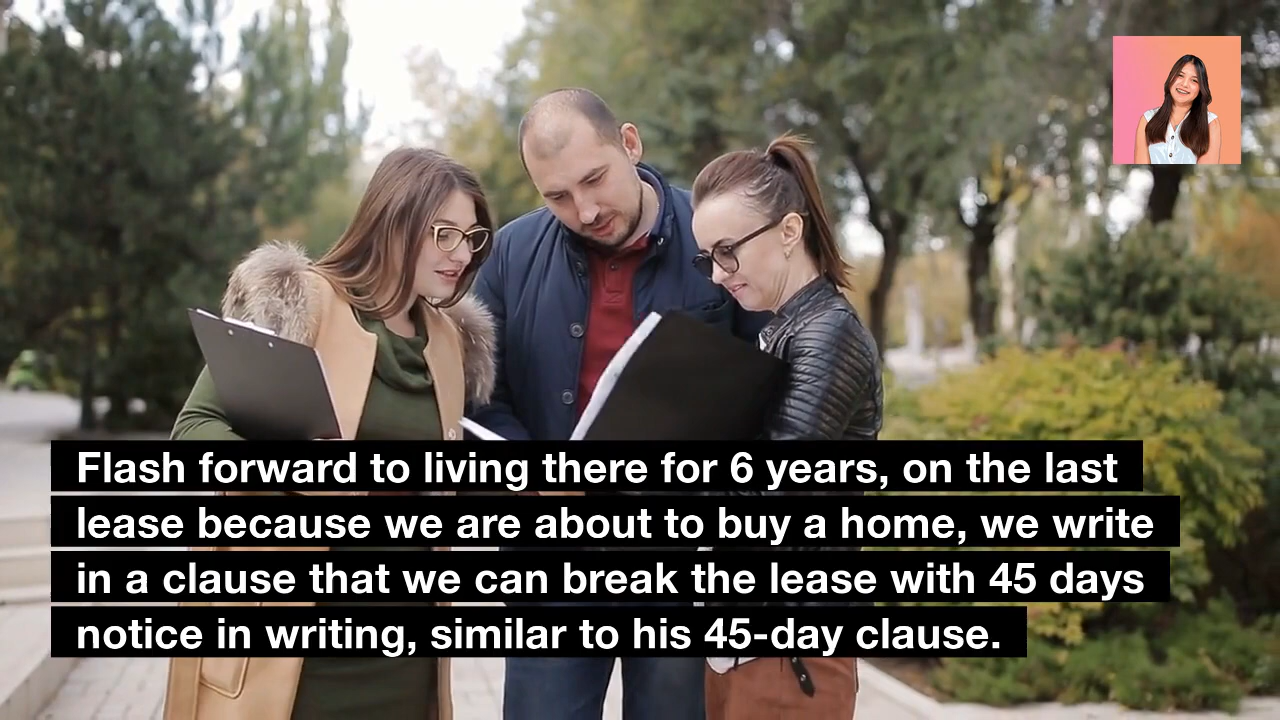 Flash forward to living there for 6 years, on the last
lease because we are about to buy a home, we write
in a clause that we can break the lease with 45 days
notice in writing, similar to his 45-day clause.